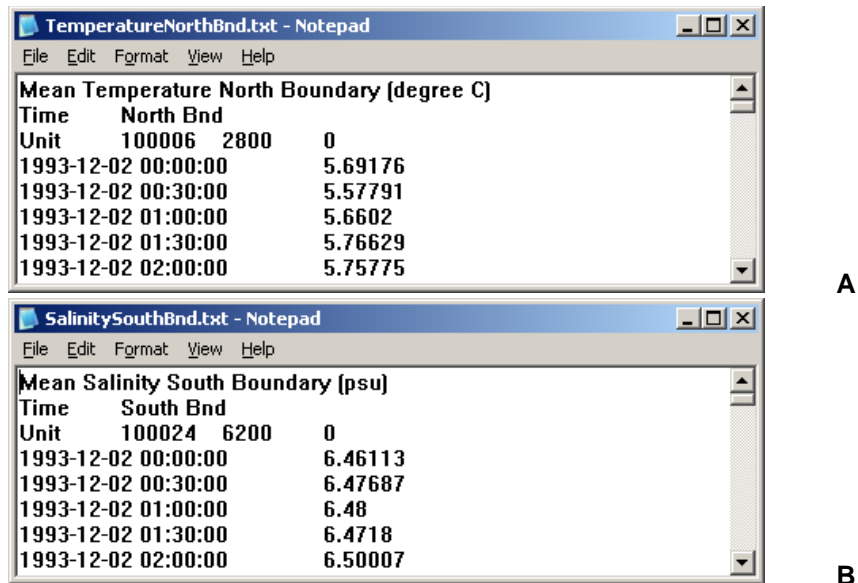 TemperatureNorthBnd.txt - Notepad
File Edit Format View Help
Mean Temperature North Boundary (degree C)
Time North Bnd
Unit 100006 2800 0
1993-12-02 00:00:00 5.69176
1993-12-02 00:30:00 5.57791
1993-12-02 01:00:00 5.6602
1993-12-02 01:30:00 5.76629
1993-12-02 02:00:00 5.75775
A
SalinitySouthBnd.txt - Notepad
File Edit Format View Help
Mean Salinity South Boundary (psu)
Time South Bnd
Unit 100024 6200 0
1993-12-02 00:00:00 6.46113
1993-12-02 00:30:00 6.47687
1993-12-02 01:00:00 6.48
1993-12-02 01:30:00 6.4718
1993-12-02 02:00:00 6.50007
B